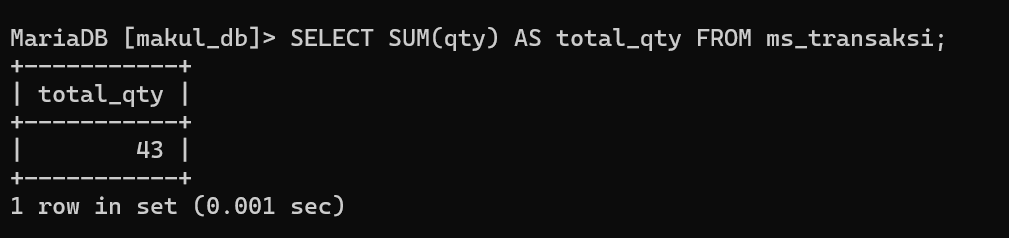 MariaDB [makul_db]> SELECT SUM(qty) AS total_qty FROM ms_transaksi;
+-----------+
| total_qty |
+-----------+
|        43 |
+-----------+
1 row in set (0.001 sec)